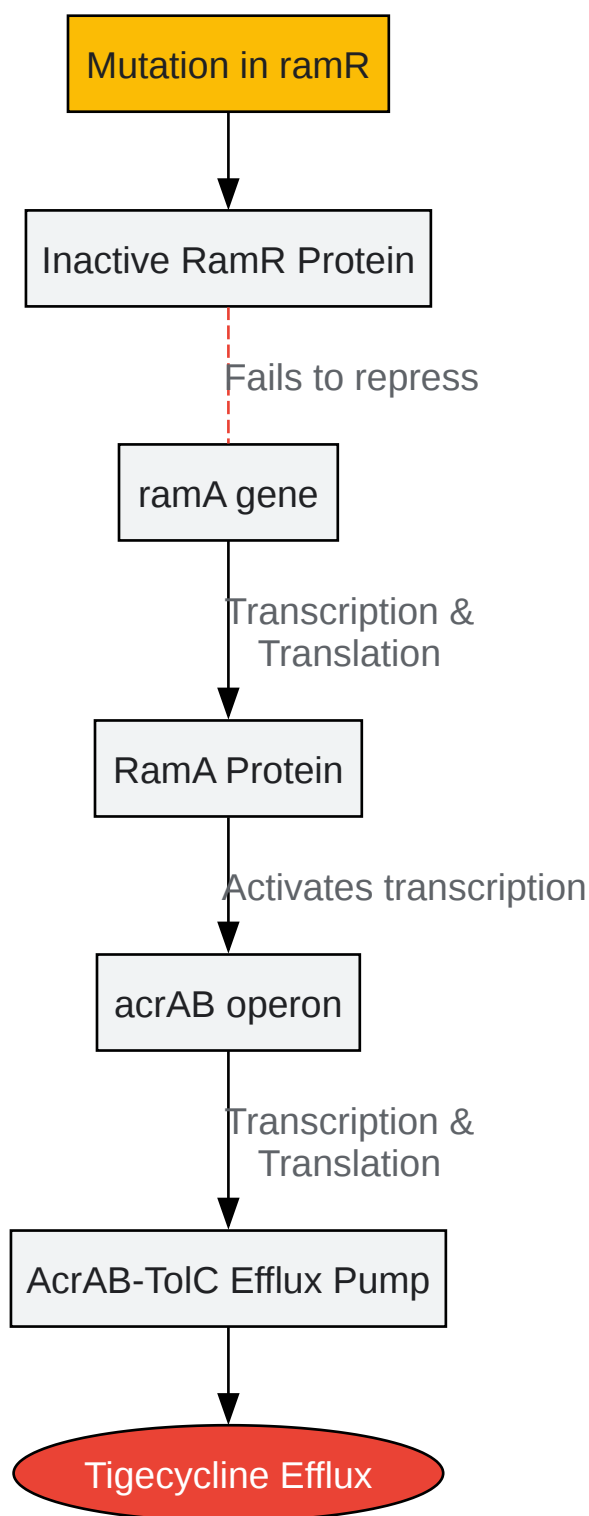 Mutation in ramR
Inactive RamR Protein
Fails to repress
ramA gene
Transcription &
Translation
RamA Protein
Activates transcription
acrAB operon
Transcription &
Translation
AcrAB-TolC Efflux Pump
Tigecycline Efflux